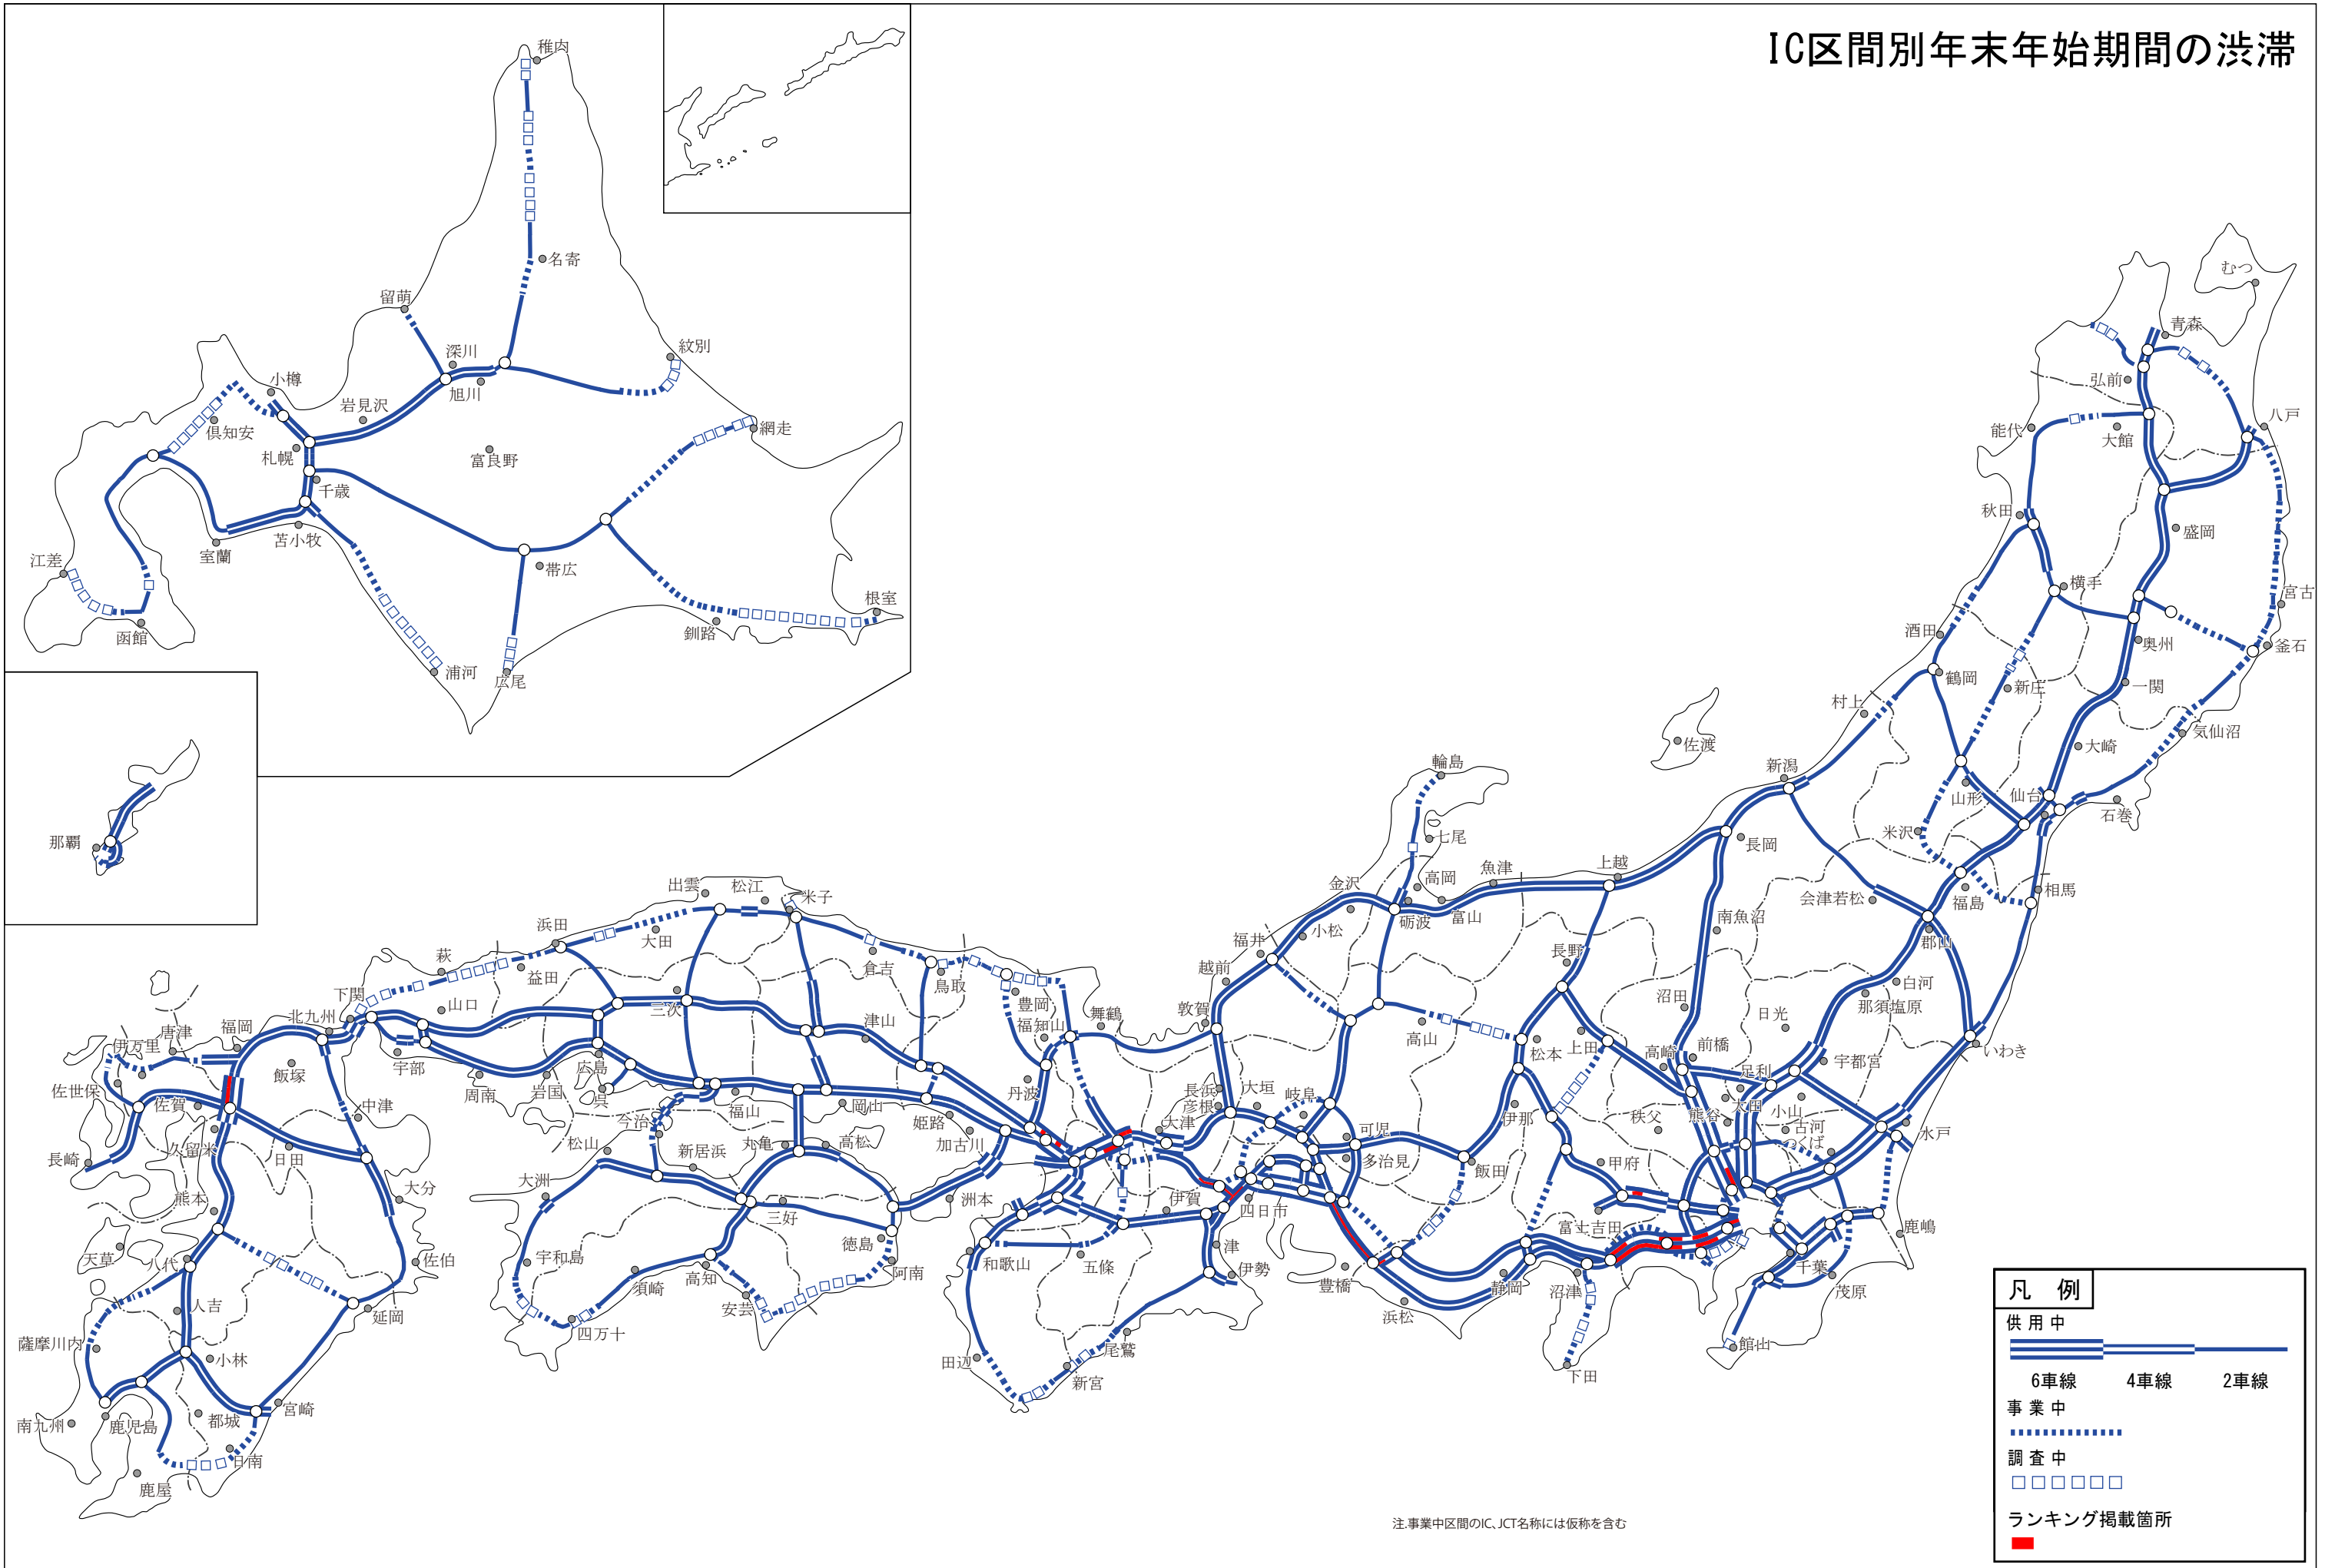 IC区間別年末年始期間の渋滞
稚内
名寄
留萌
深川
旭川
紋別
小樽
岩見沢
倶知安
札幌
富良野
網走
千歳
江差
室蘭
苫小牧
帯広
函館
釧路
根室
浦河
広尾
那覇
むつ
青森
弘前
八戸
能代
大館
秋田
盛岡
横手
宮古
酒田
奥州
釜石
鶴岡
新庄
一関
村上
気仙沼
佐渡
大崎
新潟
山形
仙台
石巻
米沢
長岡
会津若松
福島
相馬
輪島
七尾
魚津
上越
高岡
金沢
砺波
富山
南魚沼
郡山
小松
福井
長野
越前
白河
沼田
那須塩原
日光
敦賀
高山
松本
上田
高崎
前橋
宇都宮
いわき
足利
出雲
松江
米子
浜田
大田
倉吉
鳥取
萩
益田
豊岡
下関
山口
舞鶴
北九州
三次
津山
福知山
唐津
福岡
伊万里
宇部
広島
丹波
長浜
大垣
岐阜
彦根
伊那
秩父
熊谷
太田
小山
古河
つくば
水戸
佐世保
飯塚
周南
岩国
呉
福山
岡山
姫路
大津
可児
佐賀
中津
今治
加古川
多治見
飯田
甲府
久留米
松山
新居浜
丸亀
高松
長崎
日田
大洲
洲本
伊賀
四日市
富士吉田
鹿嶋
熊本
大分
三好
徳島
津
天草
八代
佐伯
宇和島
須崎
高知
阿南
和歌山
五條
伊勢
豊橋
静岡
沼津
千葉
茂原
人吉
延岡
安芸
浜松
薩摩川内
小林
四万十
田辺
新宮
尾鷲
下田
館山
南九州
鹿児島
都城
宮崎
日南
鹿屋
注.事業中区間のIC、JCT名称には仮称を含む
凡 例
供用中
6車線 4車線 2車線
事業中
調査中
ランキング掲載箇所